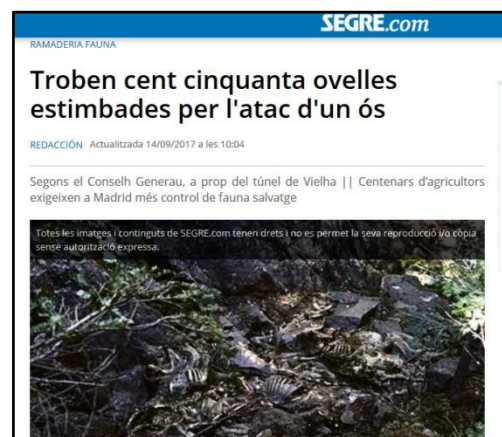 SEGRE.com
RAMADERIA FAUNA
Troben cent cinquanta ovelles
estimbades per l'atac d'un ós
REDACCIÓN Actualitzada 14/09/2017 a les 10:04
Segons el Conselh Generau, a prop del túnel de Vielha || Centenars d'agricultors
exigeixen a Madrid més control de fauna salvatge
Totes les imatges i continguts de SEGRE.com tenen drets i no es permet la seva reproducció i/o còpia
sense autorització expressa.